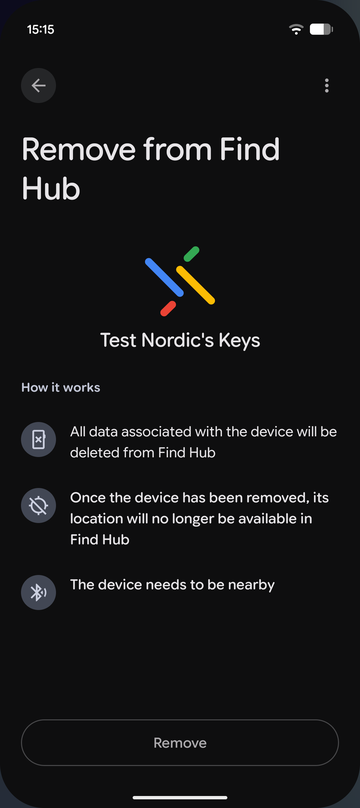 15:15
Remove from Find
Hub
Test Nordic's Keys
How it works
All data associated with the device will be
deleted from Find Hub
Once the device has been removed, its
location will no longer be available in
Find Hub
The device needs to be nearby
Remove